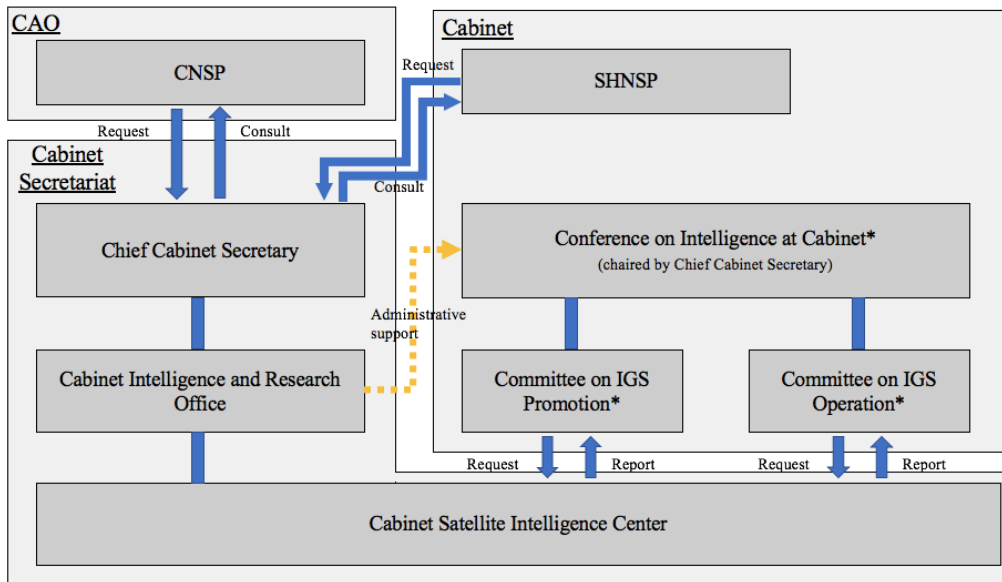 CAO
CNSP
Request
Consult
Cabinet
Secretariat
Chief Cabinet Secretary
Cabinet Intelligence and Research
Office
Cabinet
SHNSP
Request
Consult
Conference on Intelligence at Cabinet*
(chaired by Chief Cabinet Secretary)
Administrative
support
Committee on IGS
Promotion*
Committee on IGS
Operation*
Request
Report
Request
Report
Cabinet Satellite Intelligence Center